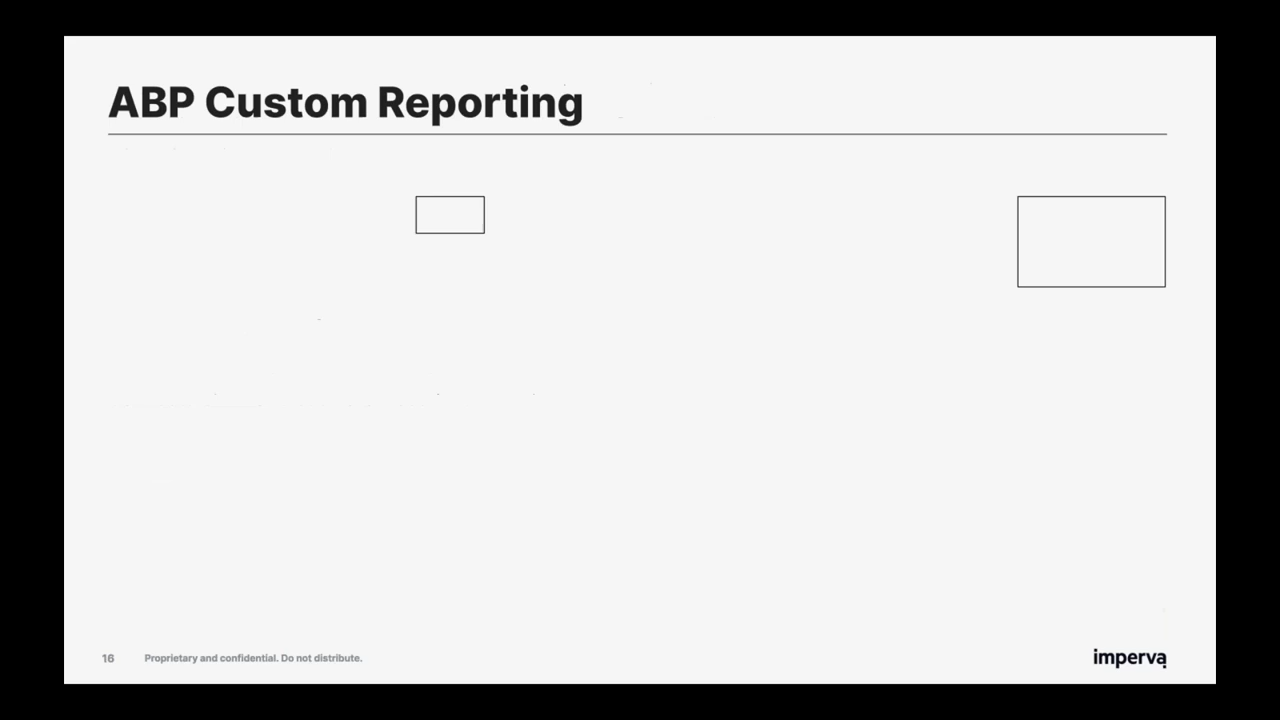 ABP Custom Reporting
16 Proprietary and confidential. Do not distribute.
imperva